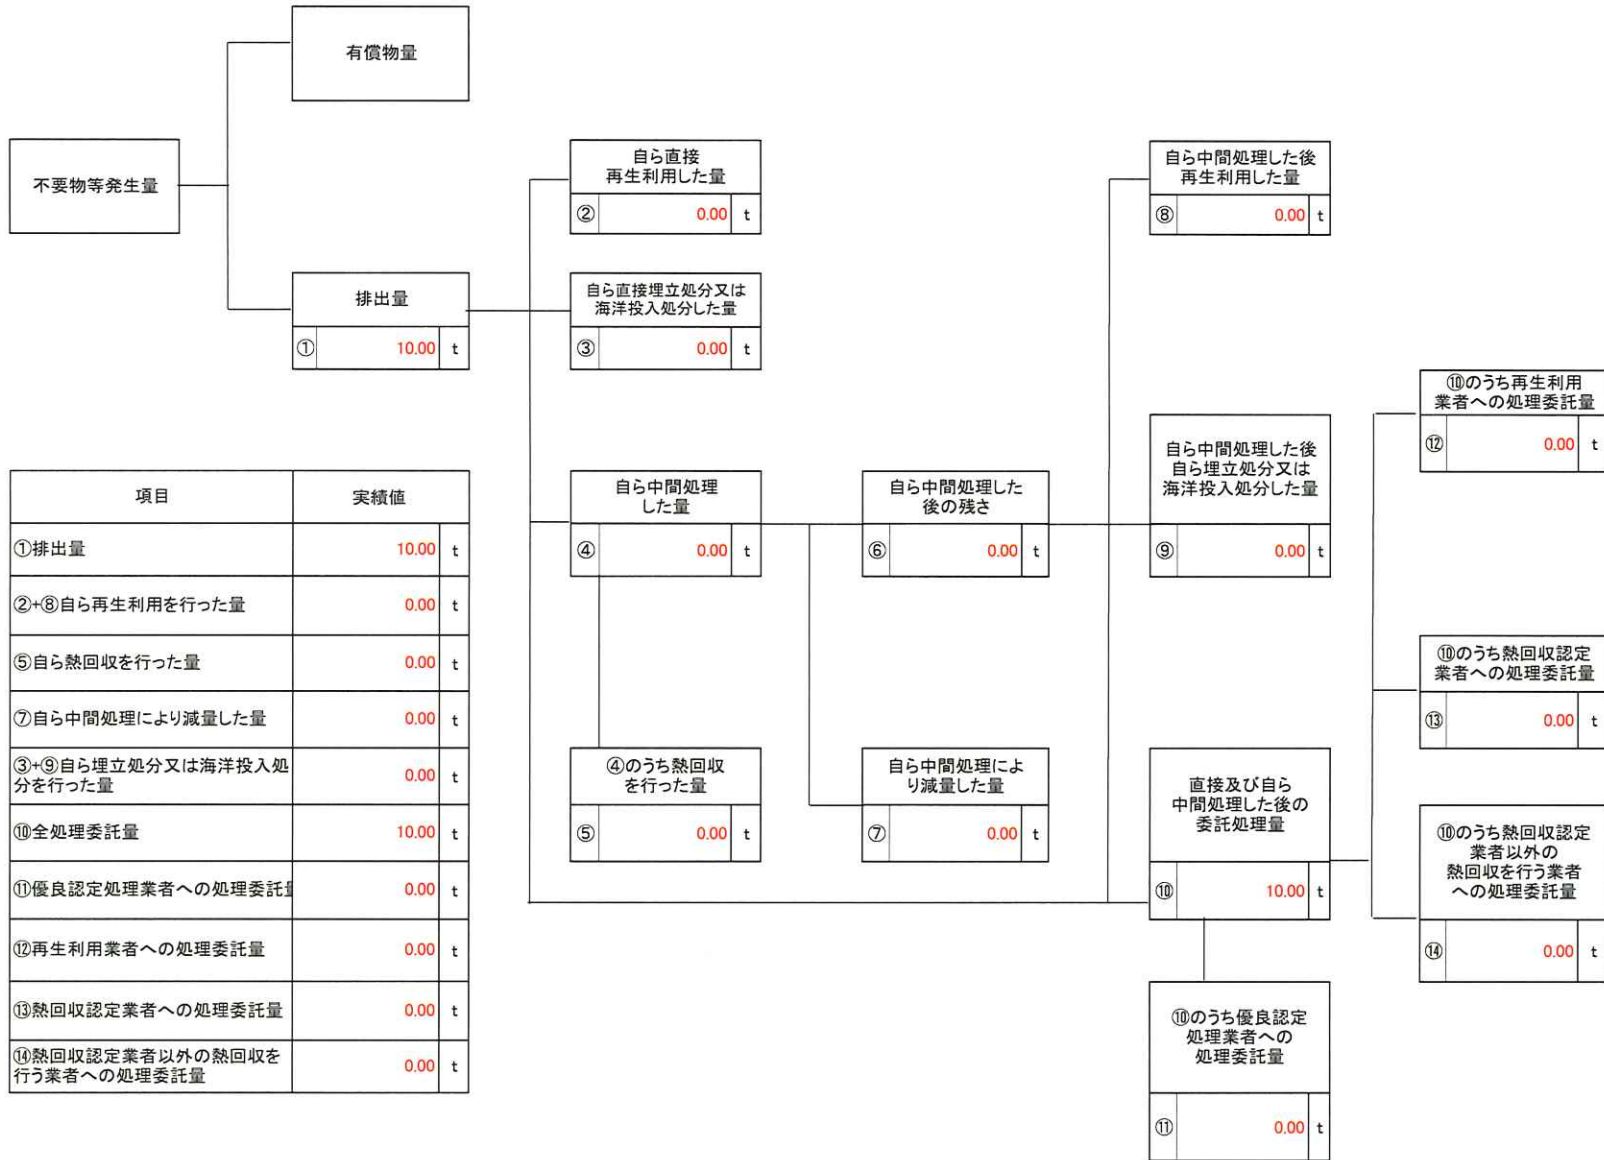 有償物量
不要物等発生量
排出量
① 10.00 t
自ら直接
再生利用した量
② 0.00 t
自ら直接埋立処分又は
海洋投入処分した量
③ 0.00 t
自ら中間処理
した量
④ 0.00 t
④のうち熱回収
を行った量
⑤ 0.00 t
自ら中間処理した
後の残さ
⑥ 0.00 t
自ら中間処理によ
り減量した量
⑦ 0.00 t
自ら中間処理した後
再生利用した量
⑧ 0.00 t
自ら中間処理した後
自ら埋立処分又は
海洋投入処分した量
⑨ 0.00 t
直接及び自ら
中間処理した後の
委託処理量
⑩ 10.00 t
⑩のうち優良認定
処理業者への
処理委託量
⑪ 0.00 t
⑩のうち再生利用
業者への処理委託量
⑫ 0.00 t
⑩のうち熱回収認定
業者への処理委託量
⑬ 0.00 t
⑩のうち熱回収認定
業者以外の
熱回収を行う業者
への処理委託量
⑭ 0.00 t
項目 実績値
①排出量 10.00 t
②+⑧自ら再生利用を行った量 0.00 t
⑤自ら熱回収を行った量 0.00 t
⑦自ら中間処理により減量した量 0.00 t
③+⑨自ら埋立処分又は海洋投入処
分を行った量 0.00 t
⑩全処理委託量 10.00 t
⑪優良認定処理業者への処理委託量 0.00 t
⑫再生利用業者への処理委託量 0.00 t
⑬熱回収認定業者への処理委託量 0.00 t
⑭熱回収認定業者以外の熱回収を
行う業者への処理委託量 0.00 t